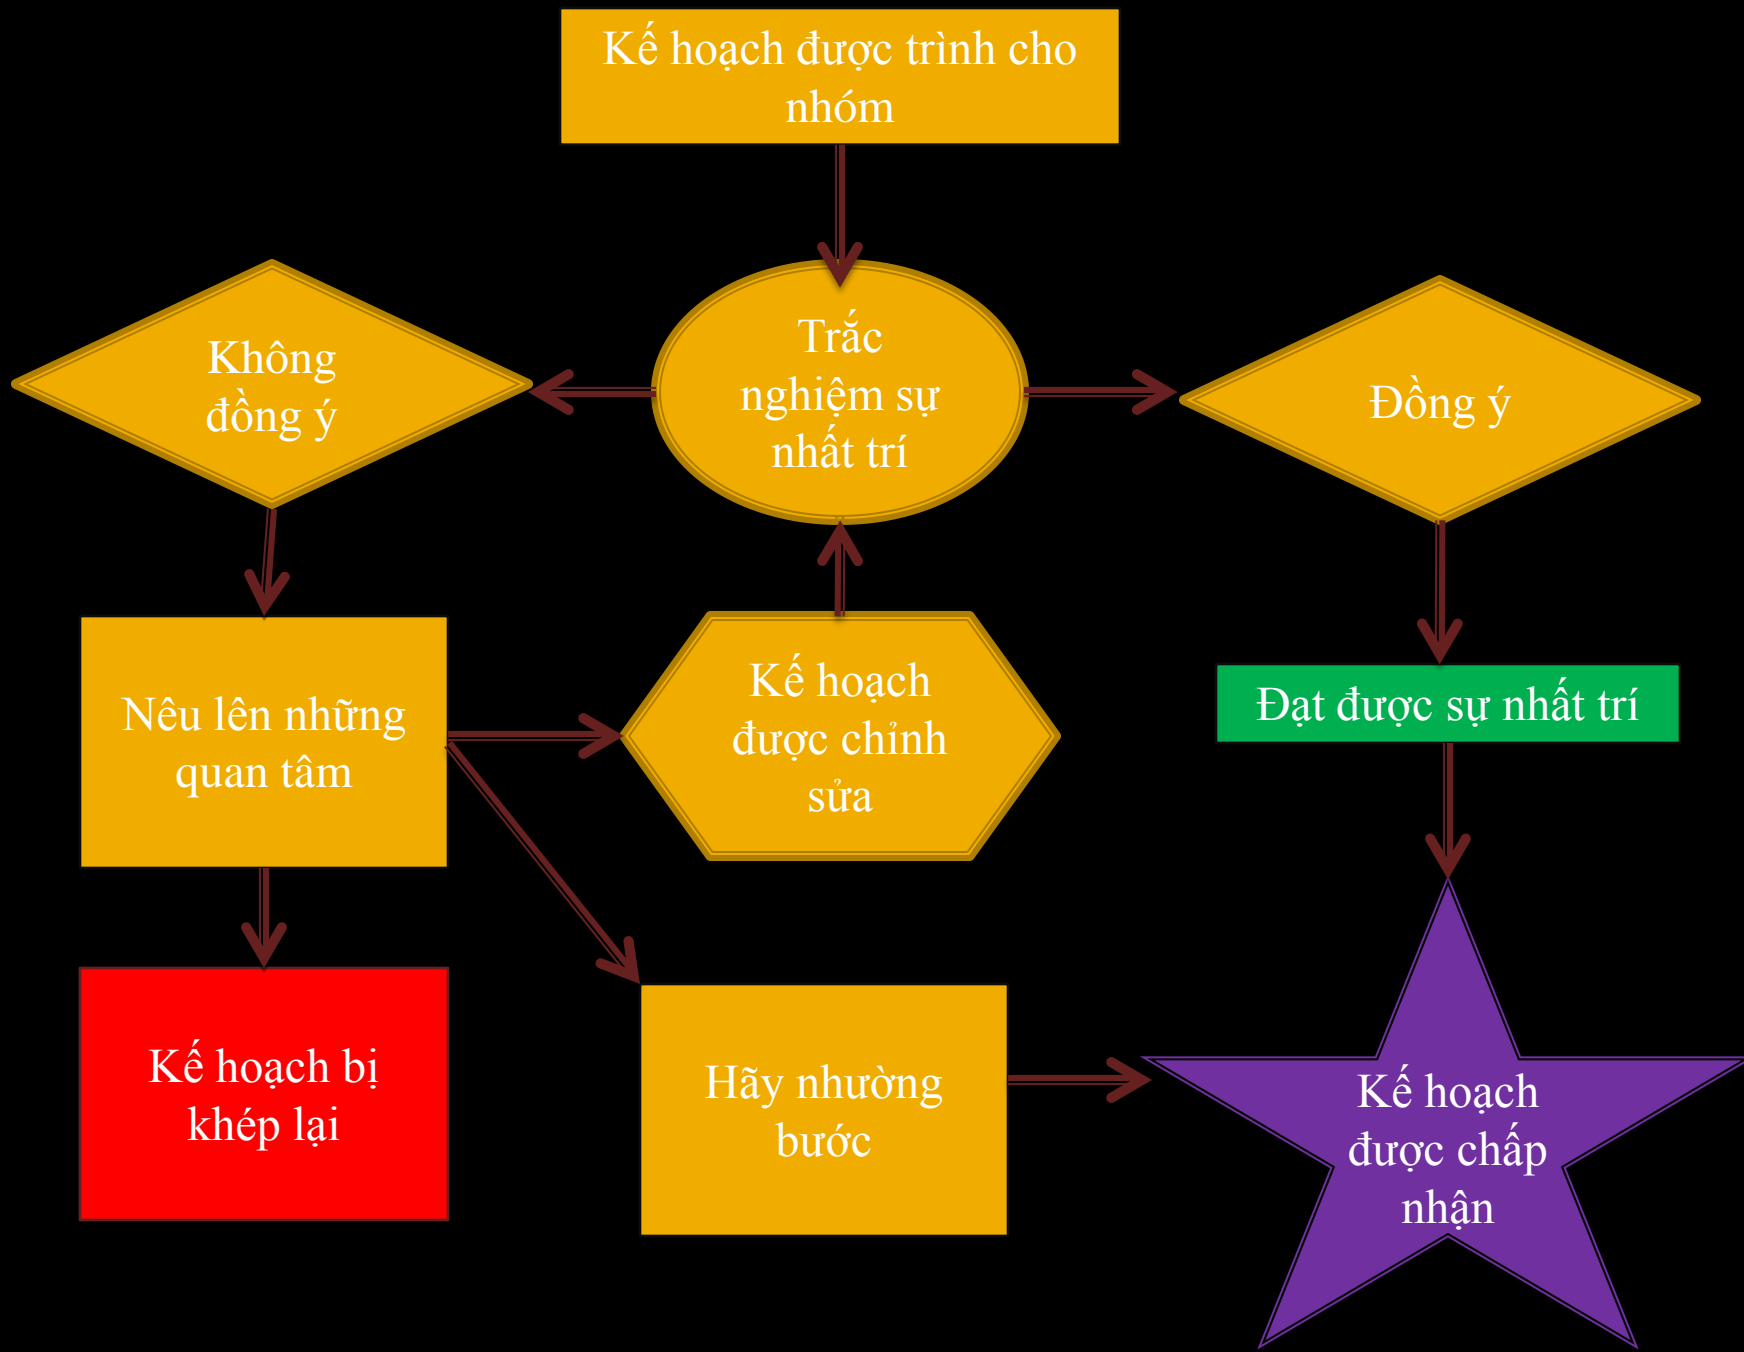 Kế hoạch được trình cho
nhóm
Không
đồng ý
Trắc
nghiệm sự
nhất trí
Đồng ý
Nêu lên những
quan tâm
Kế hoạch
được chỉnh
sửa
Đạt được sự nhất trí
Kế hoạch bị
khép lại
Hãy nhường
bước
Kế hoạch
được chấp
nhận